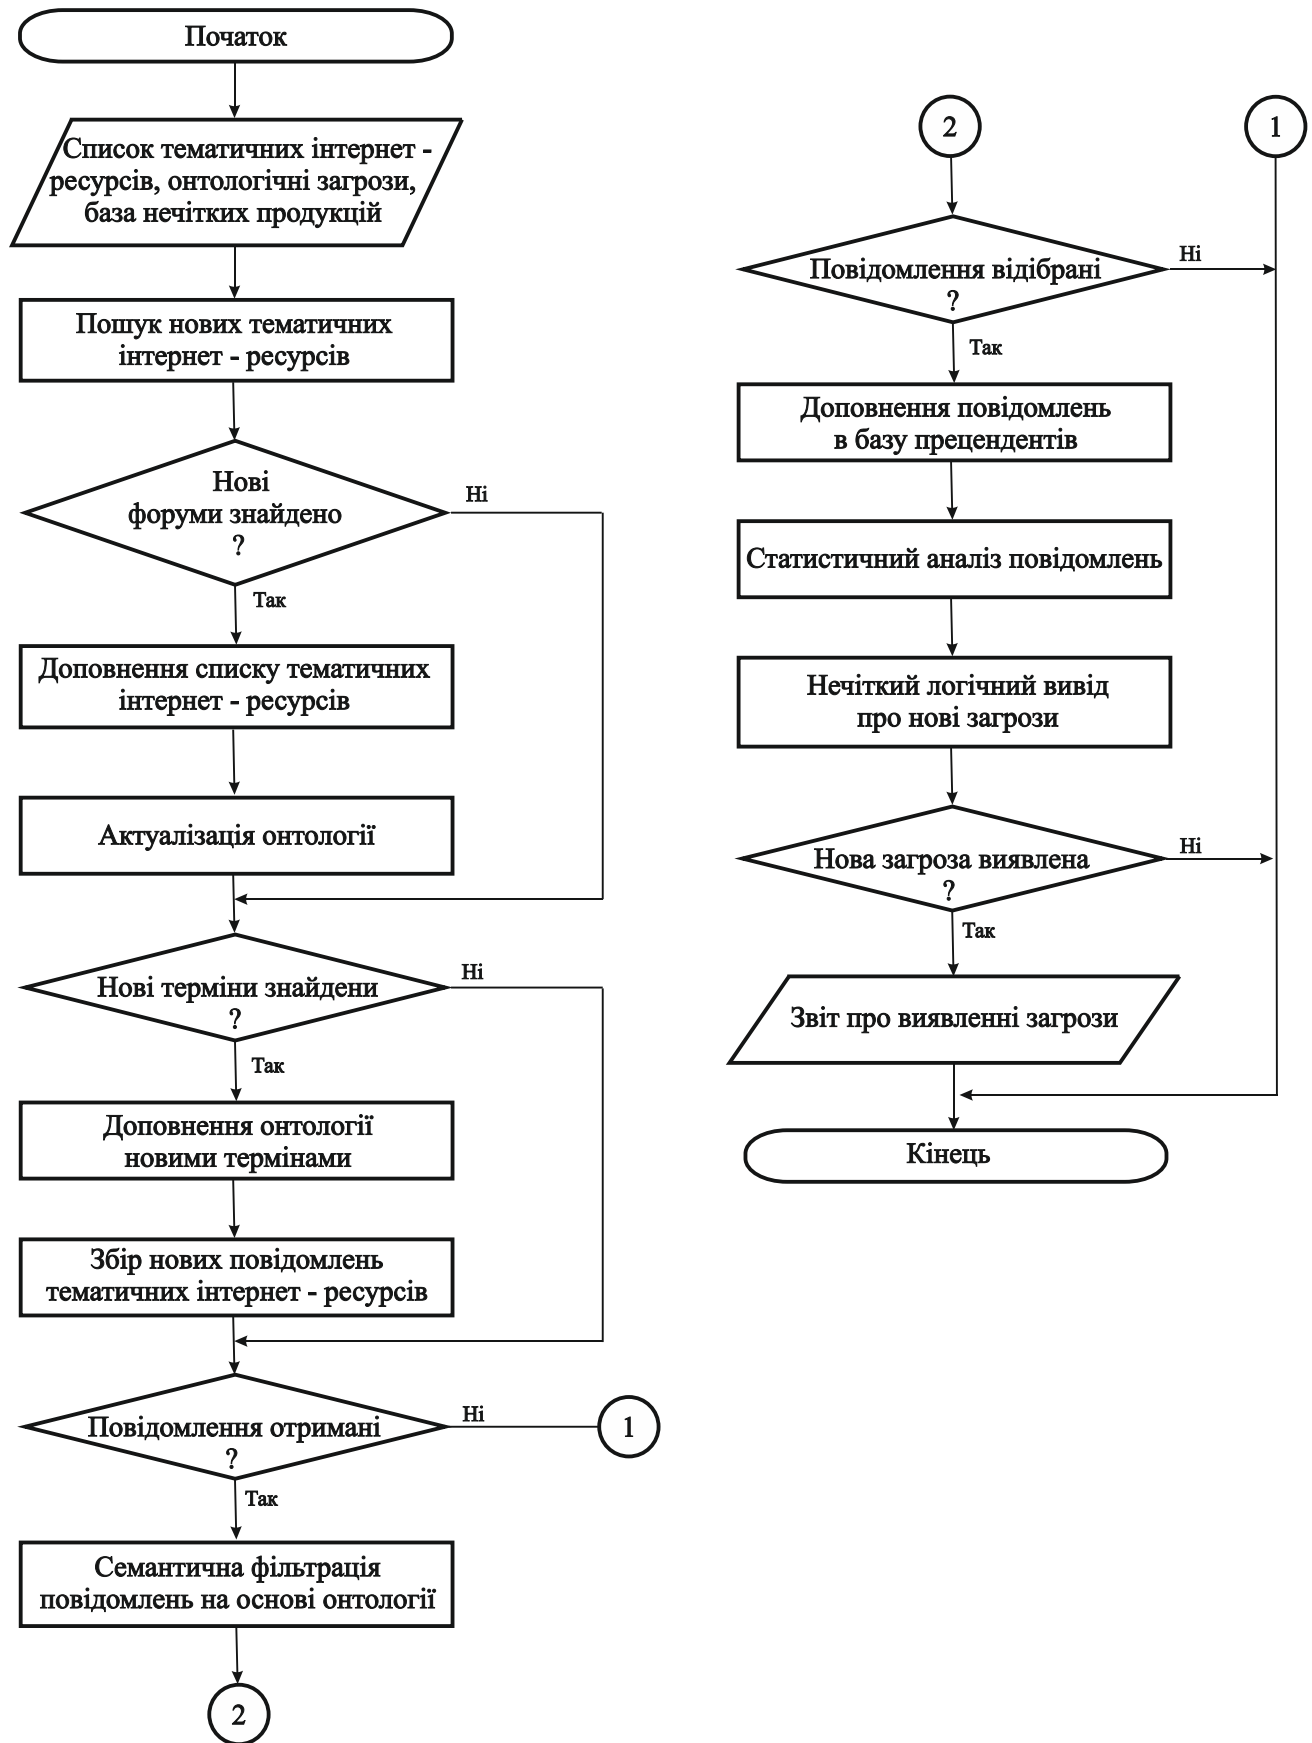 Початок
Список тематичних інтернет -
ресурсів, онтологічні загрози,
база нечітких продукцій
Пошук нових тематичних
інтернет - ресурсів
Нові
форуми знайдено
?
Ні
Так
Доповнення списку тематичних
інтернет - ресурсів
Актуалізація онтології
Нові терміни знайдени
?
Ні
Так
Доповнення онтології
новими термінами
Збір нових повідомлень
тематичних інтернет - ресурсів
Повідомлення отримані
?
Ні
1
Так
Семантична фільтрація
повідомлень на основі онтології
2
2
1
Повідомлення відібрані
?
Ні
Так
Доповнення повідомлень
в базу прецендентів
Статистичний аналіз повідомлень
Нечіткий логічний вивід
про нові загрози
Нова загроза виявлена
?
Ні
Так
Звіт про виявленні загрози
Кінець